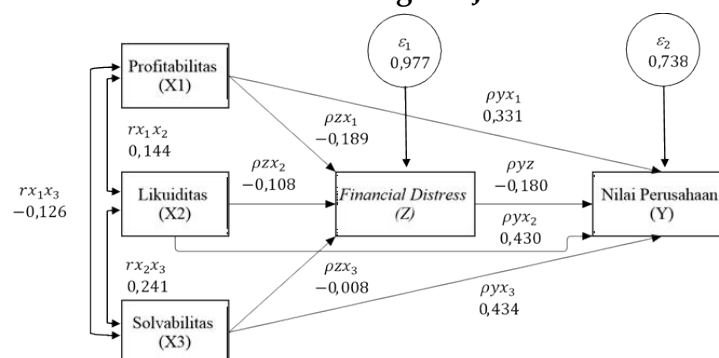 ε₁
0,977
ε₂
0,738
Profitabilitas
(X1)
ρyx₁
0,331
rx₁x₂
0,144
ρzx₁
−0,189
rx₁x₃
−0,126
Likuiditas
(X2)
ρzx₂
−0,108
Financial Distress
(Z)
ρyz
−0,180
Nilai Perusahaan
(Y)
ρyx₂
0,430
rx₂x₃
0,241
ρzx₃
−0,008
ρyx₃
0,434
Solvabilitas
(X3)